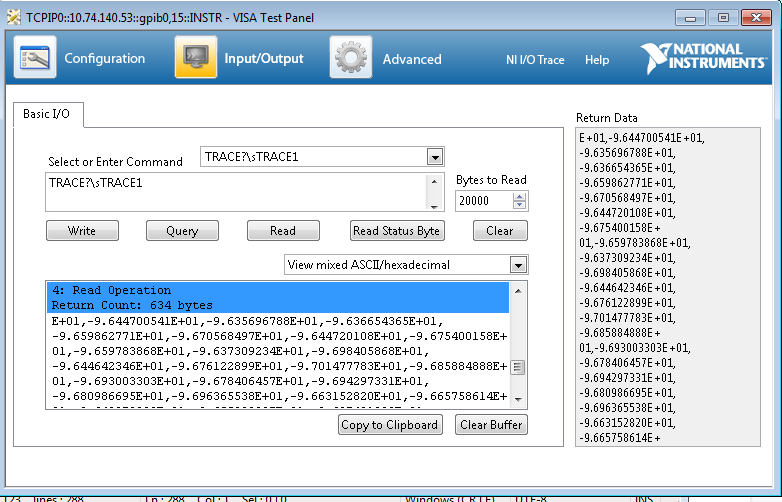 TCPIP0::10.74.140.53::gpib0,15::INSTR - VISA Test Panel
Configuration
Input/Output
Advanced
NI I/O Trace
Help
NATIONAL
INSTRUMENTS
Basic I/O
Select or Enter Command
TRACE?\sTRACE1
TRACE?\sTRACE1
Bytes to Read
20000
Write
Query
Read
Read Status Byte
Clear
View mixed ASCII/hexadecimal
4: Read Operation
Return Count: 634 bytes
E+01,-9.644700541E+01,-9.635696788E+01,-9.636654365E+01,
-9.659862771E+01,-9.670568497E+01,-9.644720108E+01,-9.675400158E+
01,-9.659783868E+01,-9.637309234E+01,-9.698405868E+01,
-9.644642346E+01,-9.676122899E+01,-9.701477783E+01,-9.685884888E+
01,-9.693003303E+01,-9.678406457E+01,-9.694297331E+01,
-9.680986695E+01,-9.696365538E+01,-9.663152820E+01,-9.665758614E+
Copy to Clipboard
Clear Buffer
Return Data
E+01,-9.644700541E+01,
-9.635696788E+01,
-9.636654365E+01,
-9.659862771E+01,
-9.670568497E+01,
-9.644720108E+01,
-9.675400158E+
01,-9.659783868E+01,
-9.637309234E+01,
-9.698405868E+01,
-9.644642346E+01,
-9.676122899E+01,
-9.701477783E+01,
-9.685884888E+
01,-9.693003303E+01,
-9.678406457E+01,
-9.694297331E+01,
-9.680986695E+01,
-9.696365538E+01,
-9.663152820E+01,
-9.665758614E+